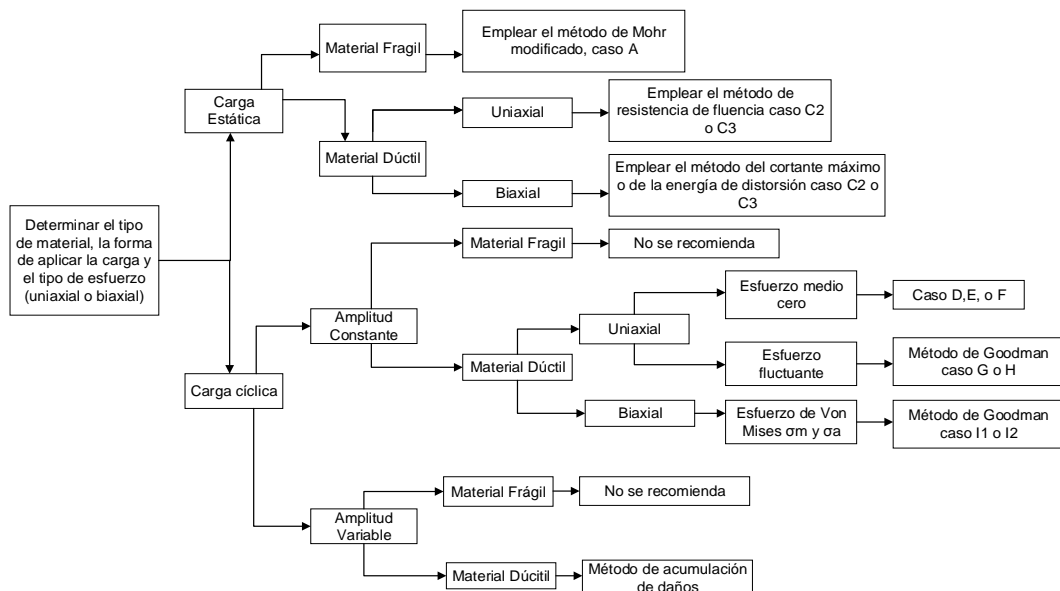 Determinar el tipo
de material, la forma
de aplicar la carga y
el tipo de esfuerzo
(uniaxial o biaxial)
Carga
Estática
Material Fragil
Emplear el método de Mohr
modificado, caso A
Material Dúctil
Uniaxial
Emplear el método de
resistencia de fluencia caso C2
o C3
Biaxial
Emplear el método del cortante máximo
o de la energía de distorsión caso C2 o
C3
Carga cíclica
Amplitud
Constante
Material Fragil
No se recomienda
Material Dúctil
Uniaxial
Esfuerzo medio
cero
Caso D,E, o F
Esfuerzo
fluctuante
Método de Goodman
caso G o H
Biaxial
Esfuerzo de Von
Mises σm y σa
Método de Goodman
caso I1 o I2
Amplitud
Variable
Material Frágil
No se recomienda
Material Dúcitil
Método de acumulación
de daños